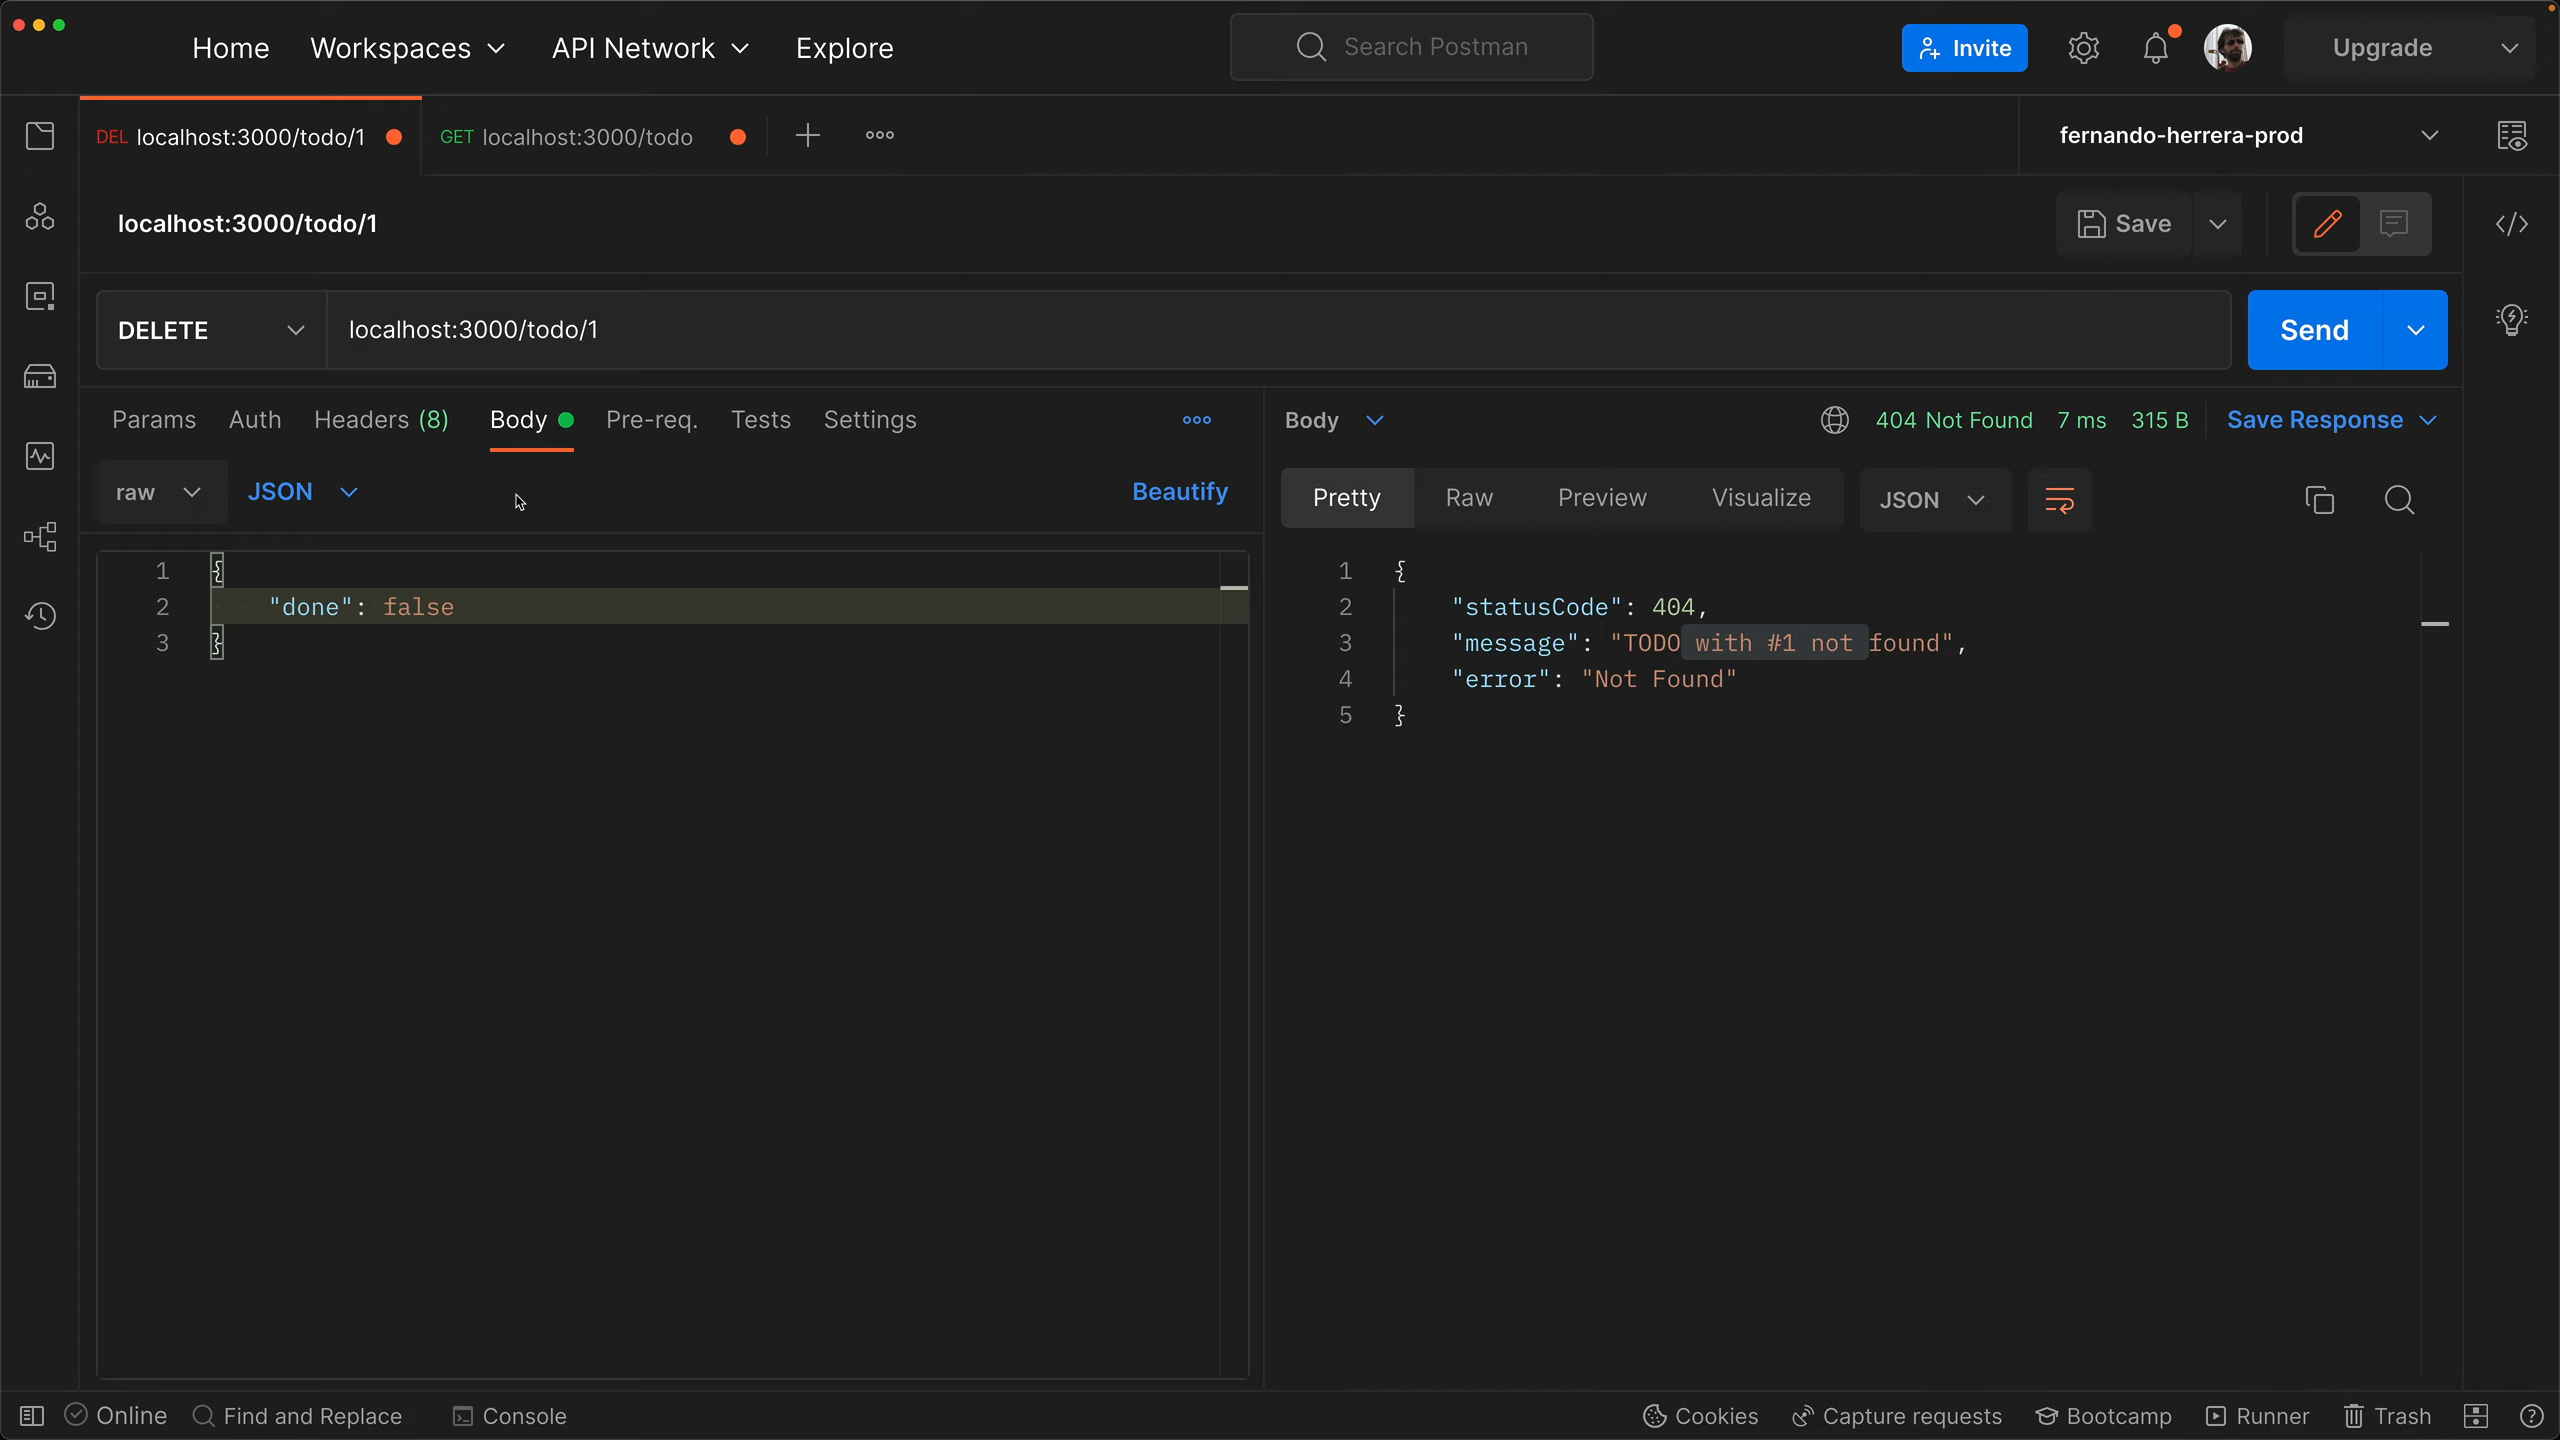 Home Workspaces API Network Explore Search Postman Invite Upgrade
DEL localhost:3000/todo/1 GET localhost:3000/todo fernando-herrera-prod
localhost:3000/todo/1 Save
DELETE localhost:3000/todo/1 Send
Params Auth Headers (8) Body Pre-req. Tests Settings
raw JSON Beautify
1 {
2 "done": false
3 }
Body 404 Not Found 7 ms 315 B Save Response
Pretty Raw Preview Visualize JSON
1 {
2 "statusCode": 404,
3 "message": "TODO with #1 not found",
4 "error": "Not Found"
5 }
Online Find and Replace Console Cookies Capture requests Bootcamp Runner Trash